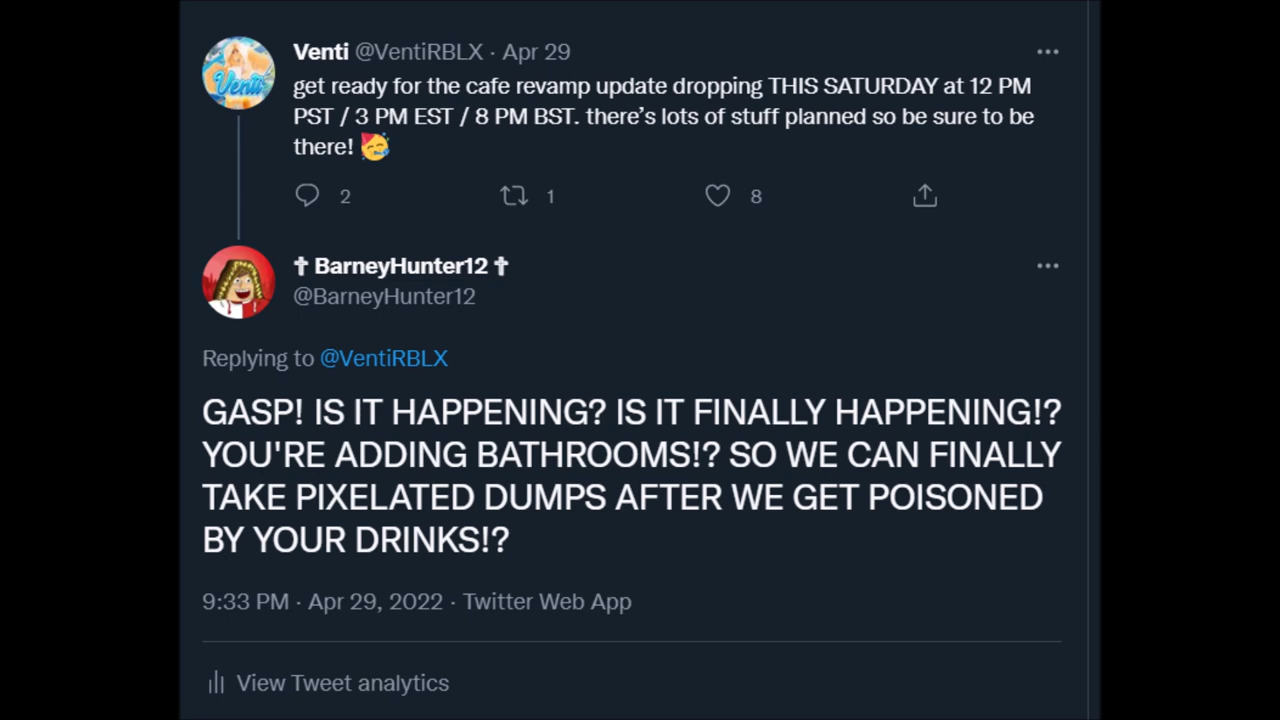 Venti @VentiRBLX · Apr 29
get ready for the cafe revamp update dropping THIS SATURDAY at 12 PM
PST / 3 PM EST / 8 PM BST. there's lots of stuff planned so be sure to be
there! 🥳
2 1 8
✝ BarneyHunter12 ✝
@BarneyHunter12
Replying to @VentiRBLX
GASP! IS IT HAPPENING? IS IT FINALLY HAPPENING!?
YOU'RE ADDING BATHROOMS!? SO WE CAN FINALLY
TAKE PIXELATED DUMPS AFTER WE GET POISONED
BY YOUR DRINKS!?
9:33 PM · Apr 29, 2022 · Twitter Web App
View Tweet analytics